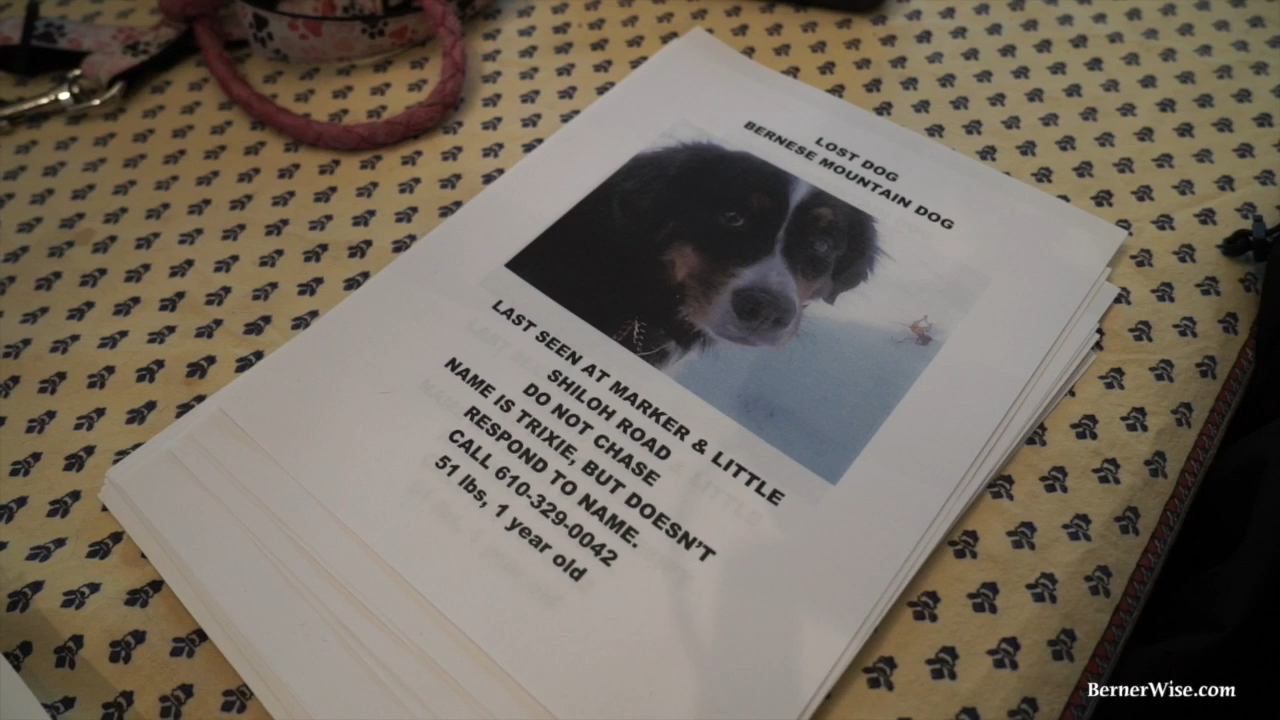 LOST DOG
BERNESE MOUNTAIN DOG
LAST SEEN AT MARKER & LITTLE
SHILOH ROAD
DO NOT CHASE
NAME IS TRIXIE, BUT DOESN'T
RESPOND TO NAME.
CALL 610-329-0042
51 lbs, 1 year old
BernerWise.com